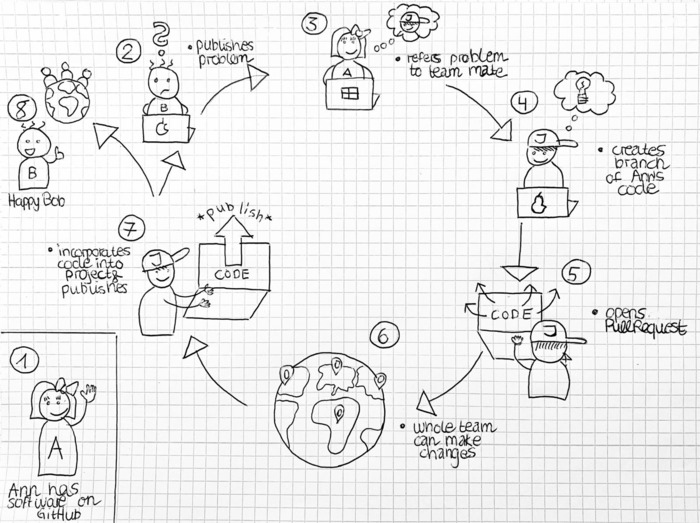 1
A
Ann has
software on
GitHub
2
?
B
• publishes
problem
3
A
• refers problem
to team mate
4
J
• creates
branch
of Ann's
code
5
CODE
J
• opens
Pull Request
6
• whole team
can make
changes
7
*publish*
CODE
J
• incorporates
code into
project &
publishes
8
B
Happy Bob